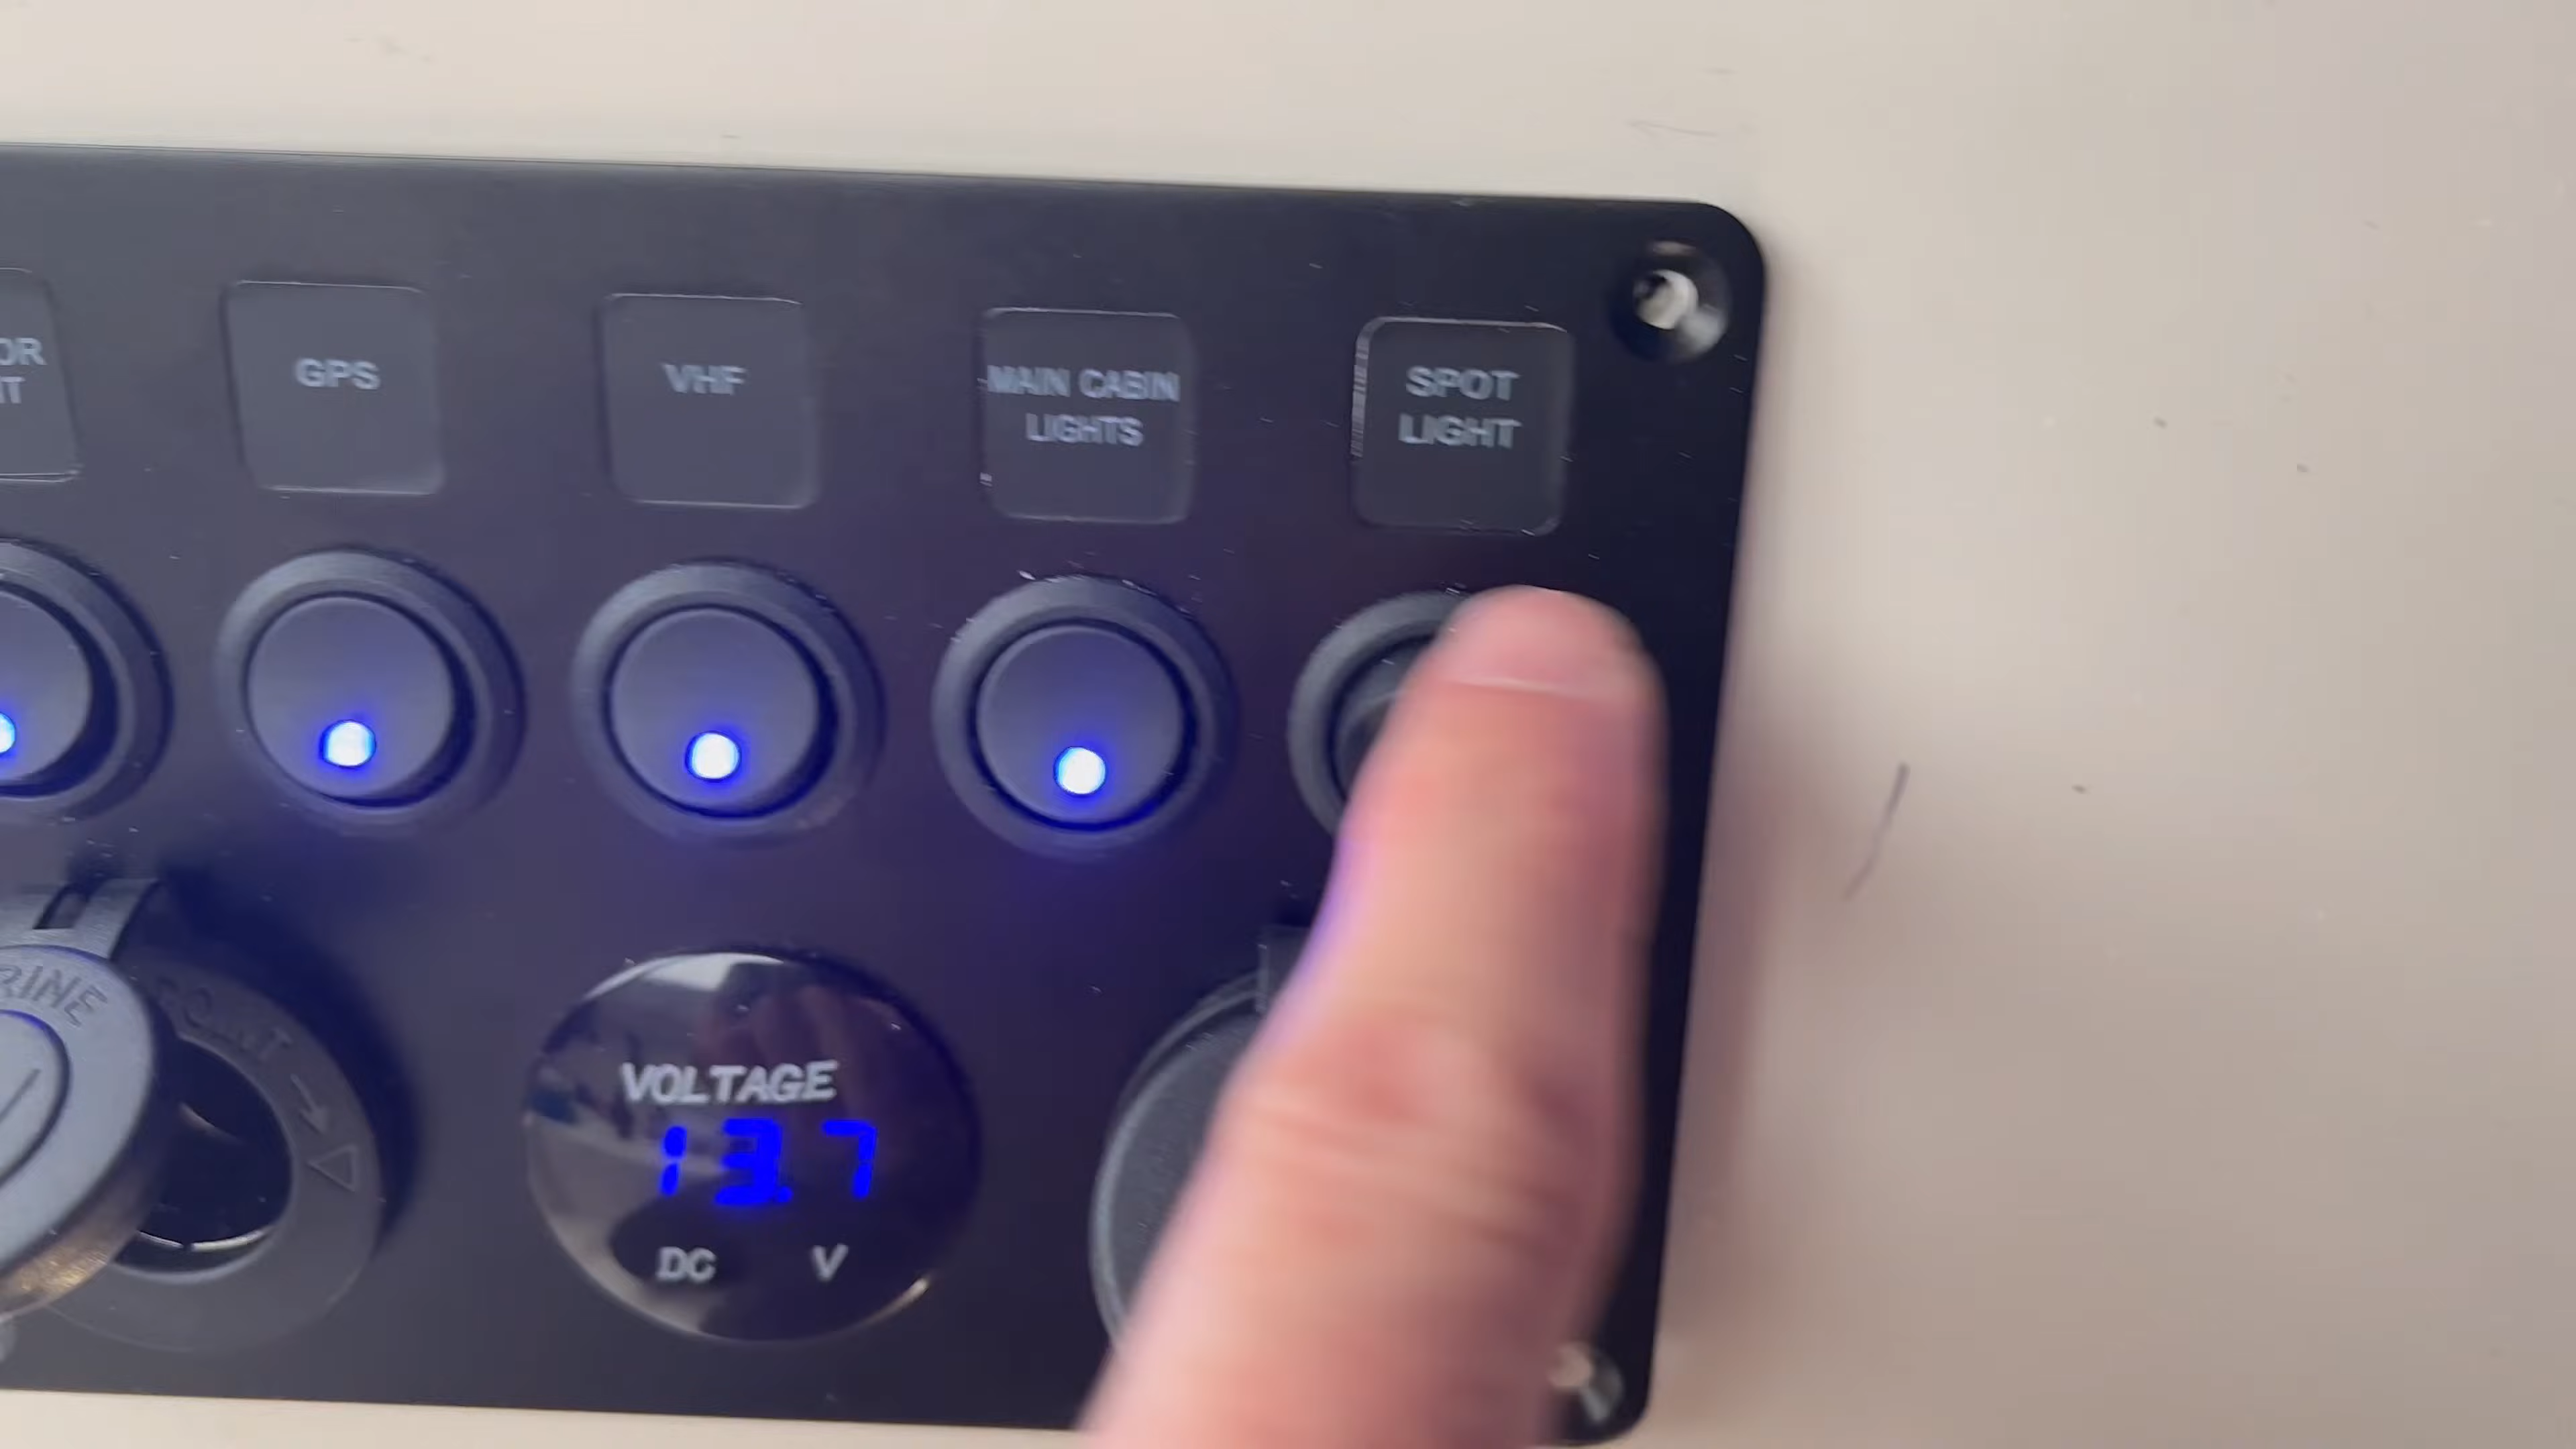 GPS
VHF
MAIN CABIN
LIGHTS
SPOT
LIGHT
VOLTAGE
13.7
DC V